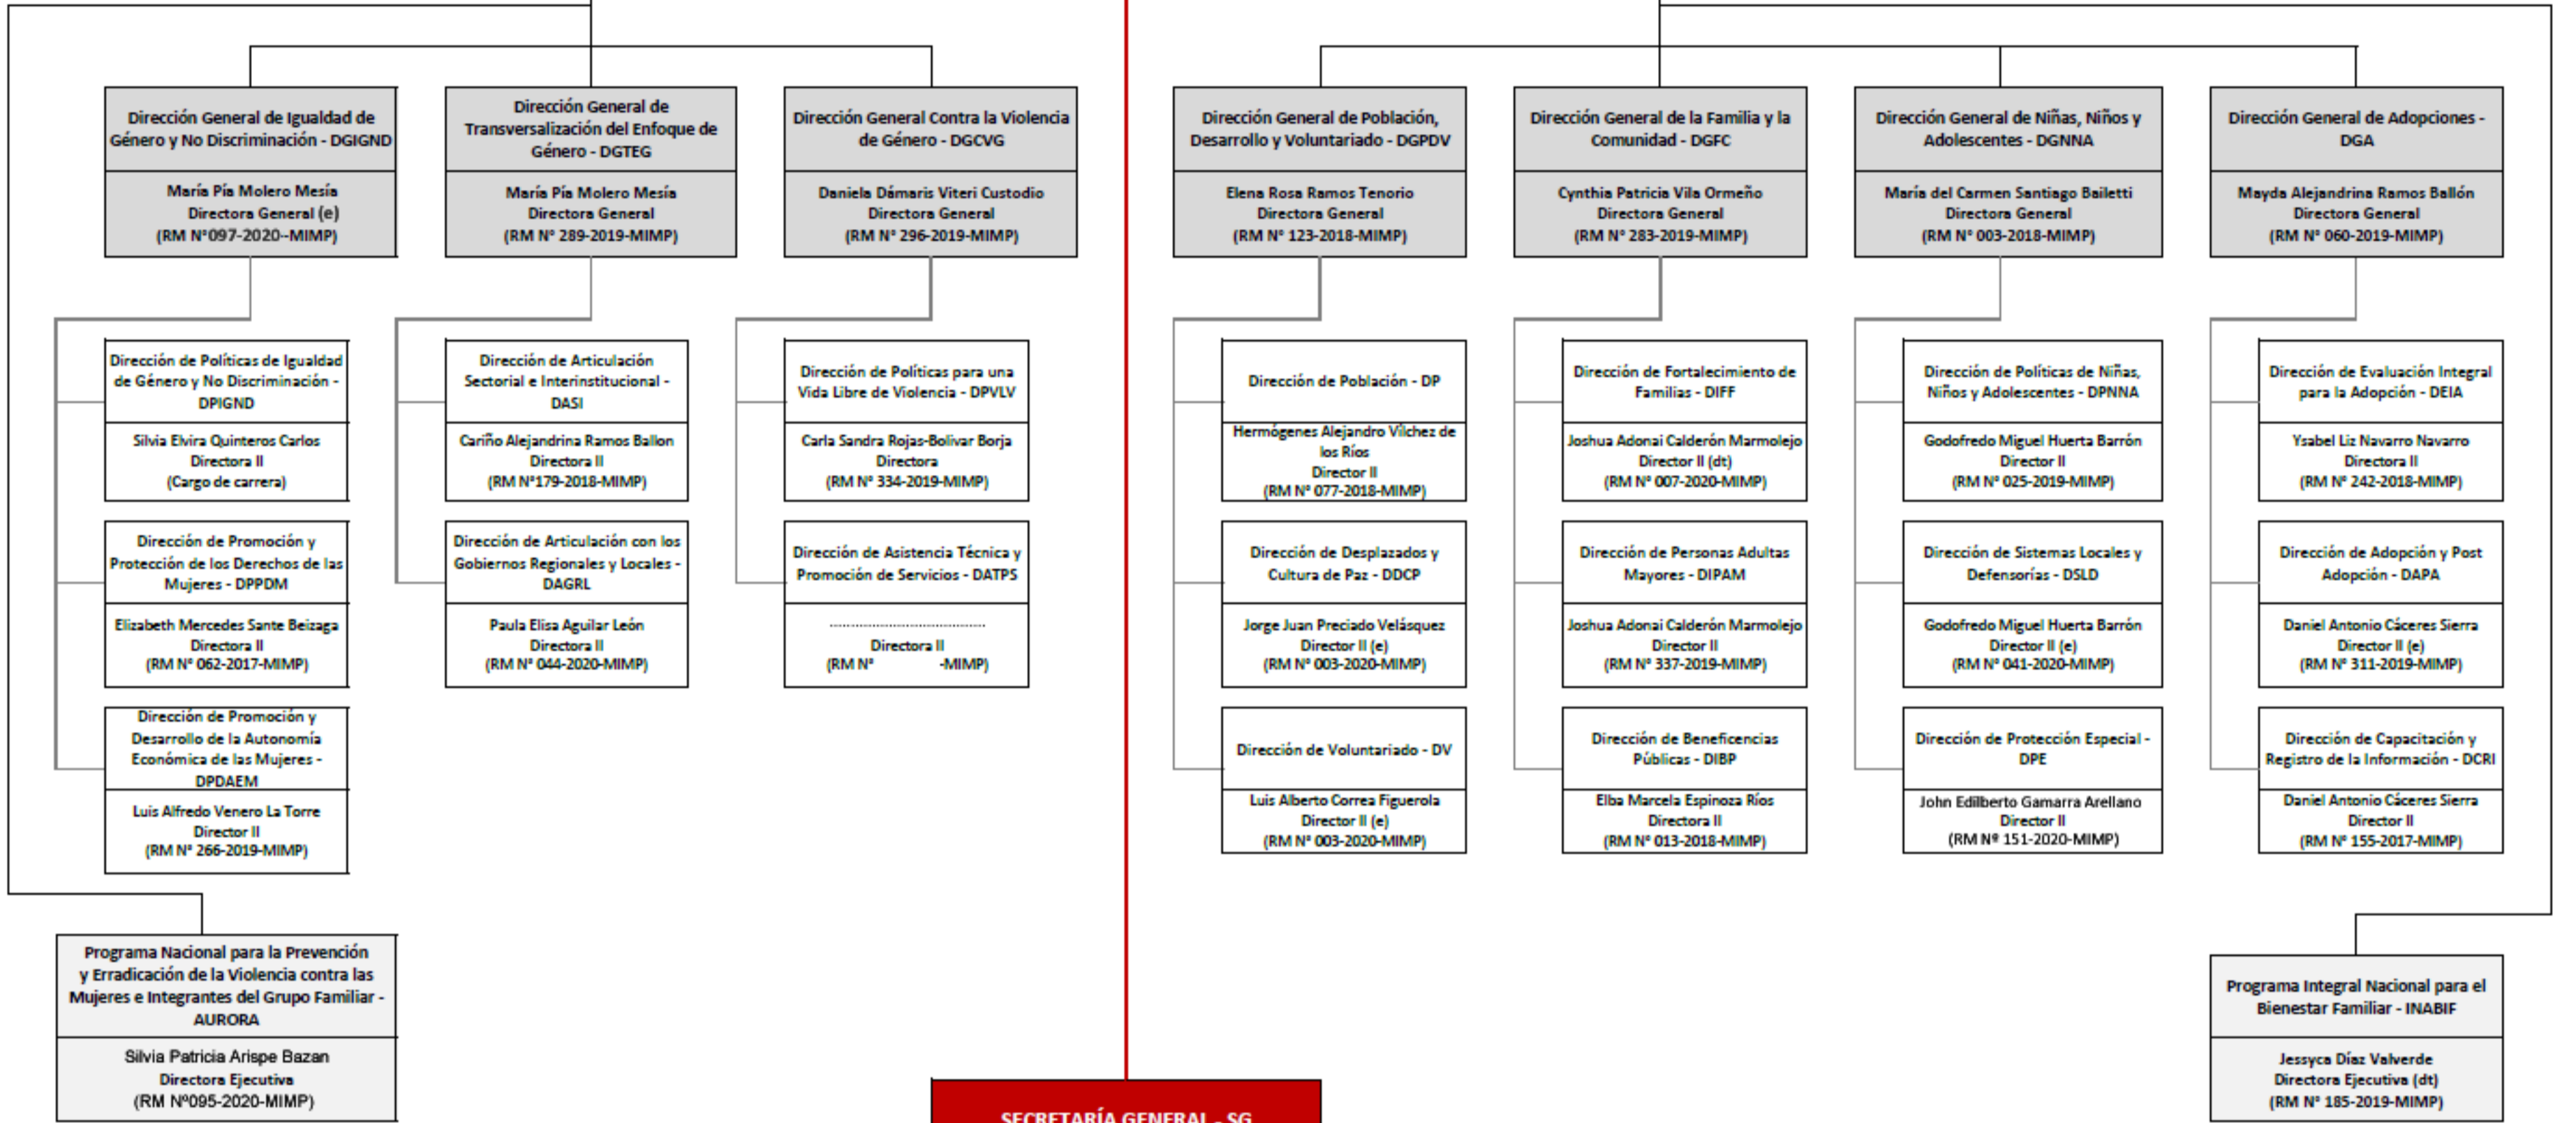 Dirección General de Igualdad de
Género y No Discriminación - DGIGND
María Pía Molero Mesía
Directora General (e)
(RM N°097-2020--MIMP)
Dirección General de
Transversalización del Enfoque de
Género - DGTEG
María Pía Molero Mesía
Directora General
(RM N° 289-2019-MIMP)
Dirección General Contra la Violencia
de Género - DGCVG
Daniela Dámaris Viteri Custodio
Directora General
(RM N° 296-2019-MIMP)
Dirección General de Población,
Desarrollo y Voluntariado - DGPDV
Elena Rosa Ramos Tenorio
Directora General
(RM N° 123-2018-MIMP)
Dirección General de la Familia y la
Comunidad - DGFC
Cynthia Patricia Vila Ormeño
Directora General
(RM N° 283-2019-MIMP)
Dirección General de Niñas, Niños y
Adolescentes - DGNNA
María del Carmen Santiago Bailetti
Directora General
(RM N° 003-2018-MIMP)
Dirección General de Adopciones -
DGA
Mayda Alejandrina Ramos Ballón
Directora General
(RM N° 060-2019-MIMP)
Dirección de Políticas de Igualdad
de Género y No Discriminación -
DPIGND
Silvia Elvira Quinteros Carlos
Directora II
(Cargo de carrera)
Dirección de Articulación
Sectorial e Interinstitucional -
DASI
Cariño Alejandrina Ramos Ballon
Directora II
(RM N°179-2018-MIMP)
Dirección de Políticas para una
Vida Libre de Violencia - DPVLV
Carla Sandra Rojas-Bolivar Borja
Directora
(RM N° 334-2019-MIMP)
Dirección de Población - DP
Hermógenes Alejandro Vílchez de
los Ríos
Director II
(RM N° 077-2018-MIMP)
Dirección de Fortalecimiento de
Familias - DIFF
Joshua Adonai Calderón Marmolejo
Director II (dt)
(RM N° 007-2020-MIMP)
Dirección de Políticas de Niñas,
Niños y Adolescentes - DPNNA
Godofredo Miguel Huerta Barrón
Director II
(RM N° 025-2019-MIMP)
Dirección de Evaluación Integral
para la Adopción - DEIA
Ysabel Liz Navarro Navarro
Directora II
(RM N° 242-2018-MIMP)
Dirección de Promoción y
Protección de los Derechos de las
Mujeres - DPPDM
Elizabeth Mercedes Sante Beizaga
Directora II
(RM N° 062-2017-MIMP)
Dirección de Articulación con los
Gobiernos Regionales y Locales -
DAGRL
Paula Elisa Aguilar León
Directora II
(RM N° 044-2020-MIMP)
Dirección de Asistencia Técnica y
Promoción de Servicios - DATPS
.......................................
Directora II
(RM N° -MIMP)
Dirección de Desplazados y
Cultura de Paz - DDCP
Jorge Juan Preciado Velásquez
Director II (e)
(RM N° 003-2020-MIMP)
Dirección de Personas Adultas
Mayores - DIPAM
Joshua Adonai Calderón Marmolejo
Director II
(RM N° 337-2019-MIMP)
Dirección de Sistemas Locales y
Defensorías - DSLD
Godofredo Miguel Huerta Barrón
Director II (e)
(RM N° 041-2020-MIMP)
Dirección de Adopción y Post
Adopción - DAPA
Daniel Antonio Cáceres Sierra
Director II (e)
(RM N° 311-2019-MIMP)
Dirección de Promoción y
Desarrollo de la Autonomía
Económica de las Mujeres -
DPDAEM
Luis Alfredo Venero La Torre
Director II
(RM N° 266-2019-MIMP)
Dirección de Voluntariado - DV
Luis Alberto Correa Figuerola
Director II (e)
(RM N° 003-2020-MIMP)
Dirección de Beneficencias
Públicas - DIBP
Elba Marcela Espinoza Ríos
Directora II
(RM N° 013-2018-MIMP)
Dirección de Protección Especial -
DPE
John Edilberto Gamarra Arellano
Director II
(RM Nº 151-2020-MIMP)
Dirección de Capacitación y
Registro de la Información - DCRI
Daniel Antonio Cáceres Sierra
Director II
(RM N° 155-2017-MIMP)
Programa Nacional para la Prevención
y Erradicación de la Violencia contra las
Mujeres e Integrantes del Grupo Familiar -
AURORA
Silvia Patricia Arispe Bazan
Directora Ejecutiva
(RM Nº095-2020-MIMP)
Programa Integral Nacional para el
Bienestar Familiar - INABIF
Jessyca Díaz Valverde
Directora Ejecutiva (dt)
(RM N° 185-2019-MIMP)
SECRETARÍA GENERAL - SG